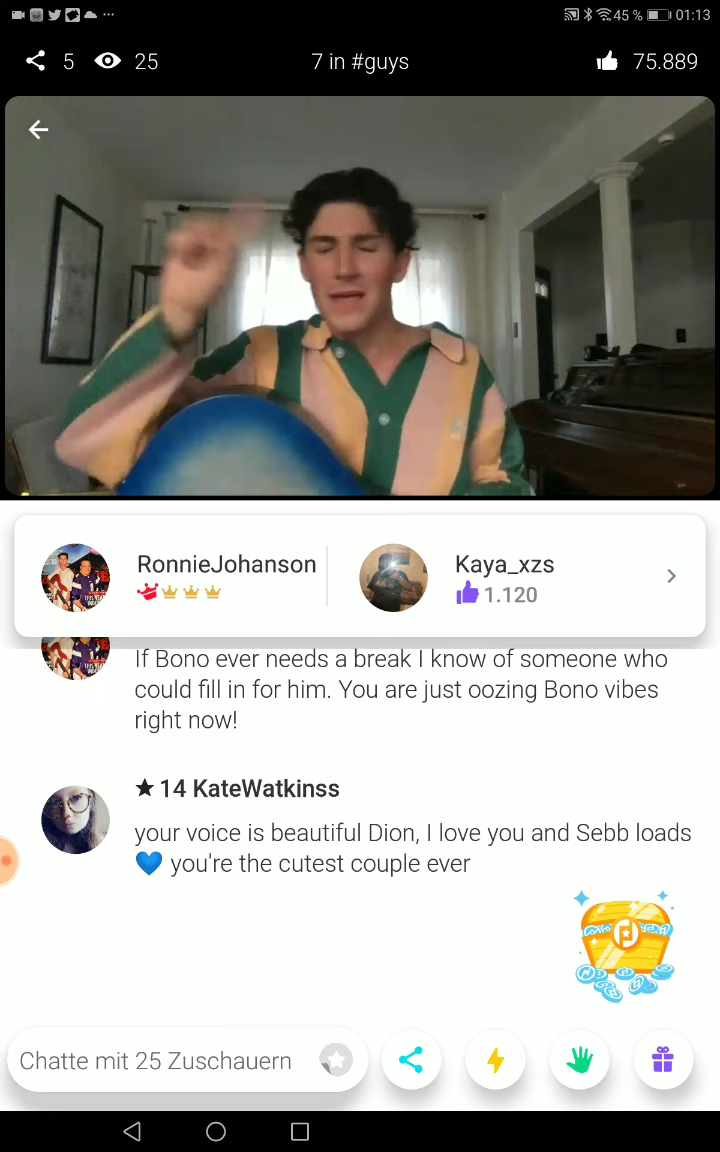 45 % 01:13
5 25 7 in #guys 75.889
RonnieJohanson Kaya_xzs
1.120
If Bono ever needs a break I know of someone who
could fill in for him. You are just oozing Bono vibes
right now!
★ 14 KateWatkinss
your voice is beautiful Dion, I love you and Sebb loads
💙 you're the cutest couple ever
Chatte mit 25 Zuschauern